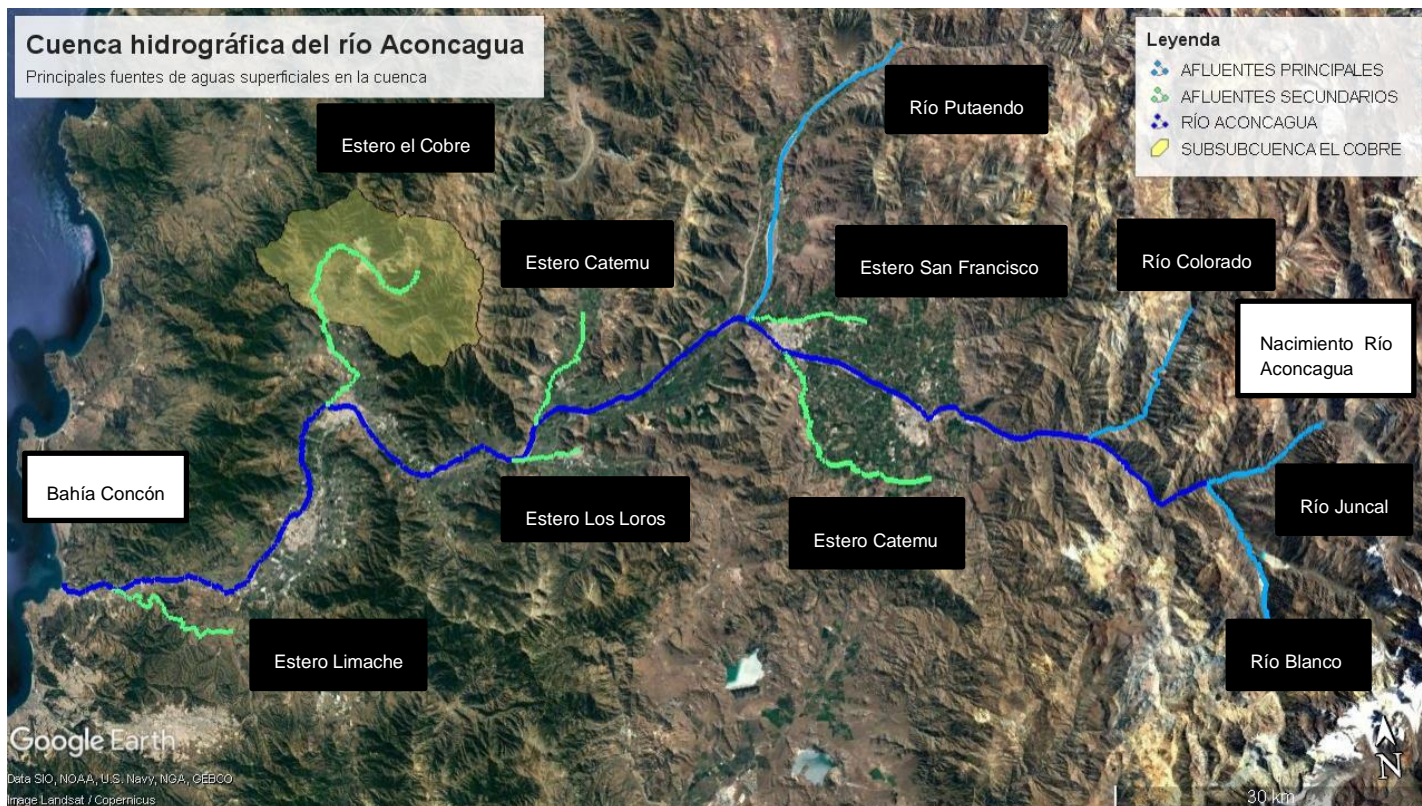 Cuenca hidrográfica del río Aconcagua
Principales fuentes de aguas superficiales en la cuenca
Leyenda
AFLUENTES PRINCIPALES
AFLUENTES SECUNDARIOS
RÍO ACONCAGUA
SUBSUBCUENCA EL COBRE
Río Putaendo
Estero el Cobre
Estero Catemu
Estero San Francisco
Río Colorado
Nacimiento Río
Aconcagua
Bahía Concón
Estero Los Loros
Estero Catemu
Río Juncal
Estero Limache
Río Blanco
Google Earth
Data SIO, NOAA, U.S. Navy, NGA, GEBCO
Image Landsat / Copernicus
N
30 km